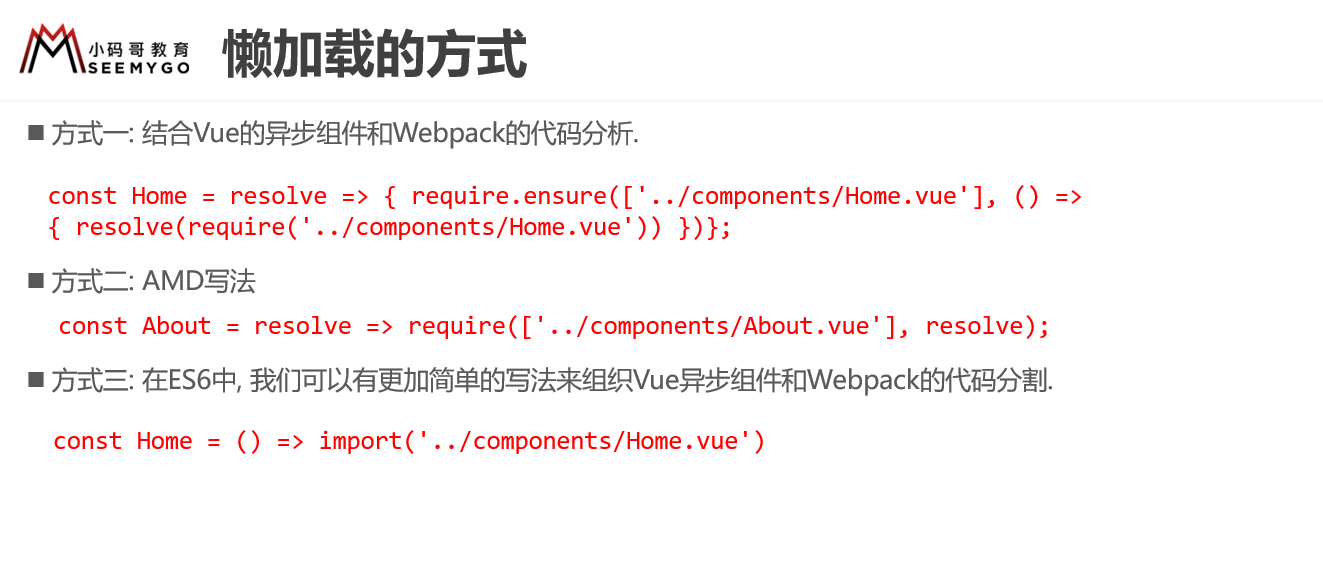 小码哥教育
SEEMYGO
懒加载的方式
方式一: 结合Vue的异步组件和Webpack的代码分析.
const Home = resolve => { require.ensure(['../components/Home.vue'], () =>
{ resolve(require('../components/Home.vue')) })};
方式二: AMD写法
const About = resolve => require(['../components/About.vue'], resolve);
方式三: 在ES6中, 我们可以有更加简单的写法来组织Vue异步组件和Webpack的代码分割.
const Home = () => import('../components/Home.vue')